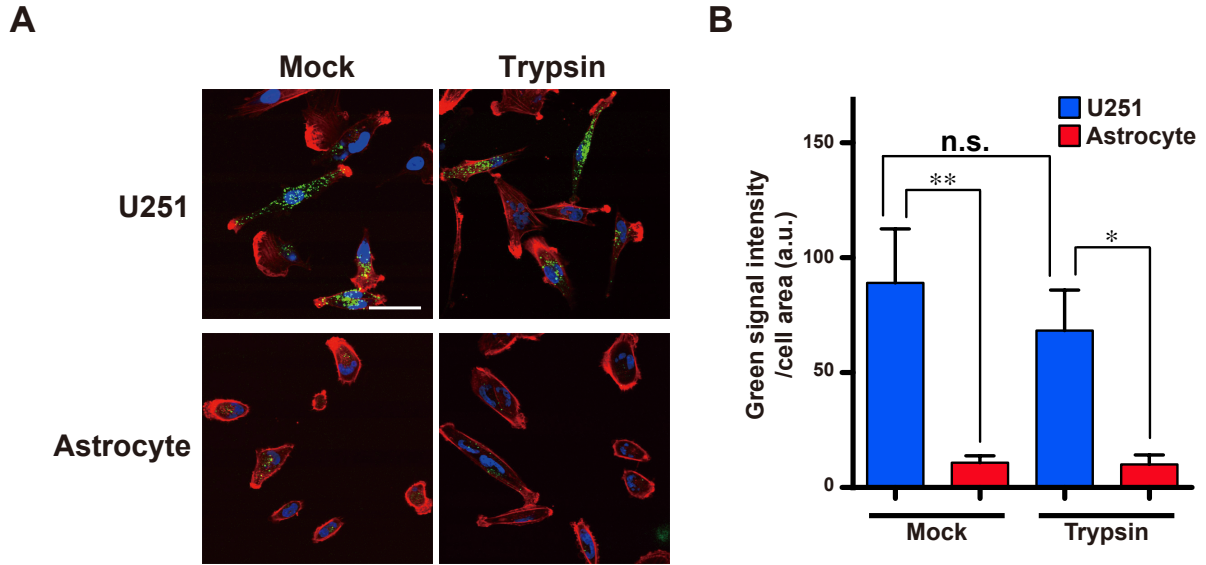 A
Mock
Trypsin
U251
Astrocyte
B
Green signal intensity
/cell area (a.u.)
150
100
50
0
U251
Astrocyte
n.s.
**
*
Mock
Trypsin